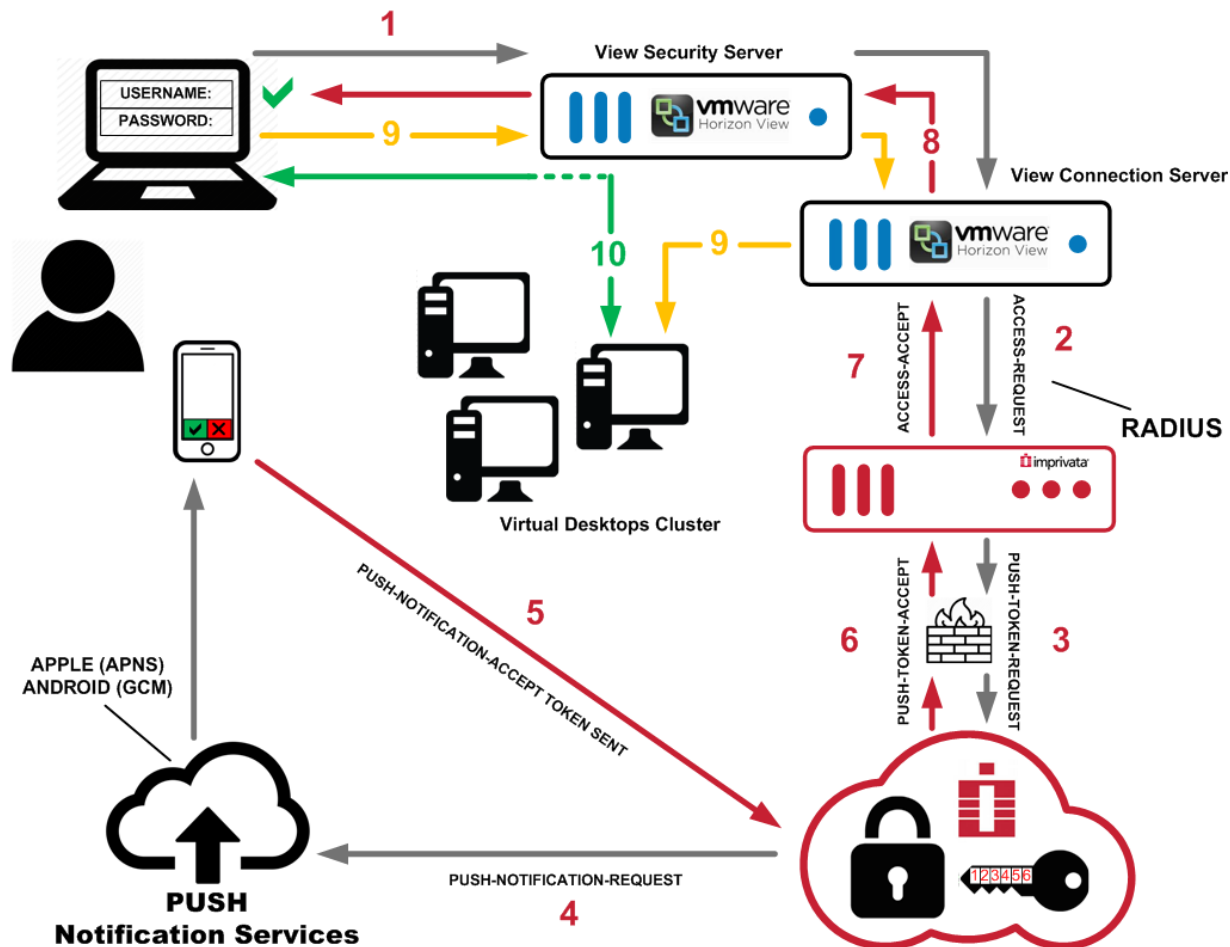 1
View Security Server
USERNAME:
PASSWORD:
vmware
Horizon View
9
8
View Connection Server
vmware
Horizon View
9
10
ACCESS-ACCEPT
7
ACCESS-REQUEST
2
RADIUS
imprivata
Virtual Desktops Cluster
PUSH-NOTIFICATION-ACCEPT TOKEN SENT
5
PUSH-TOKEN-ACCEPT
6
PUSH-TOKEN-REQUEST
3
APPLE (APNS)
ANDROID (GCM)
123456
PUSH-NOTIFICATION-REQUEST
4
PUSH
Notification Services